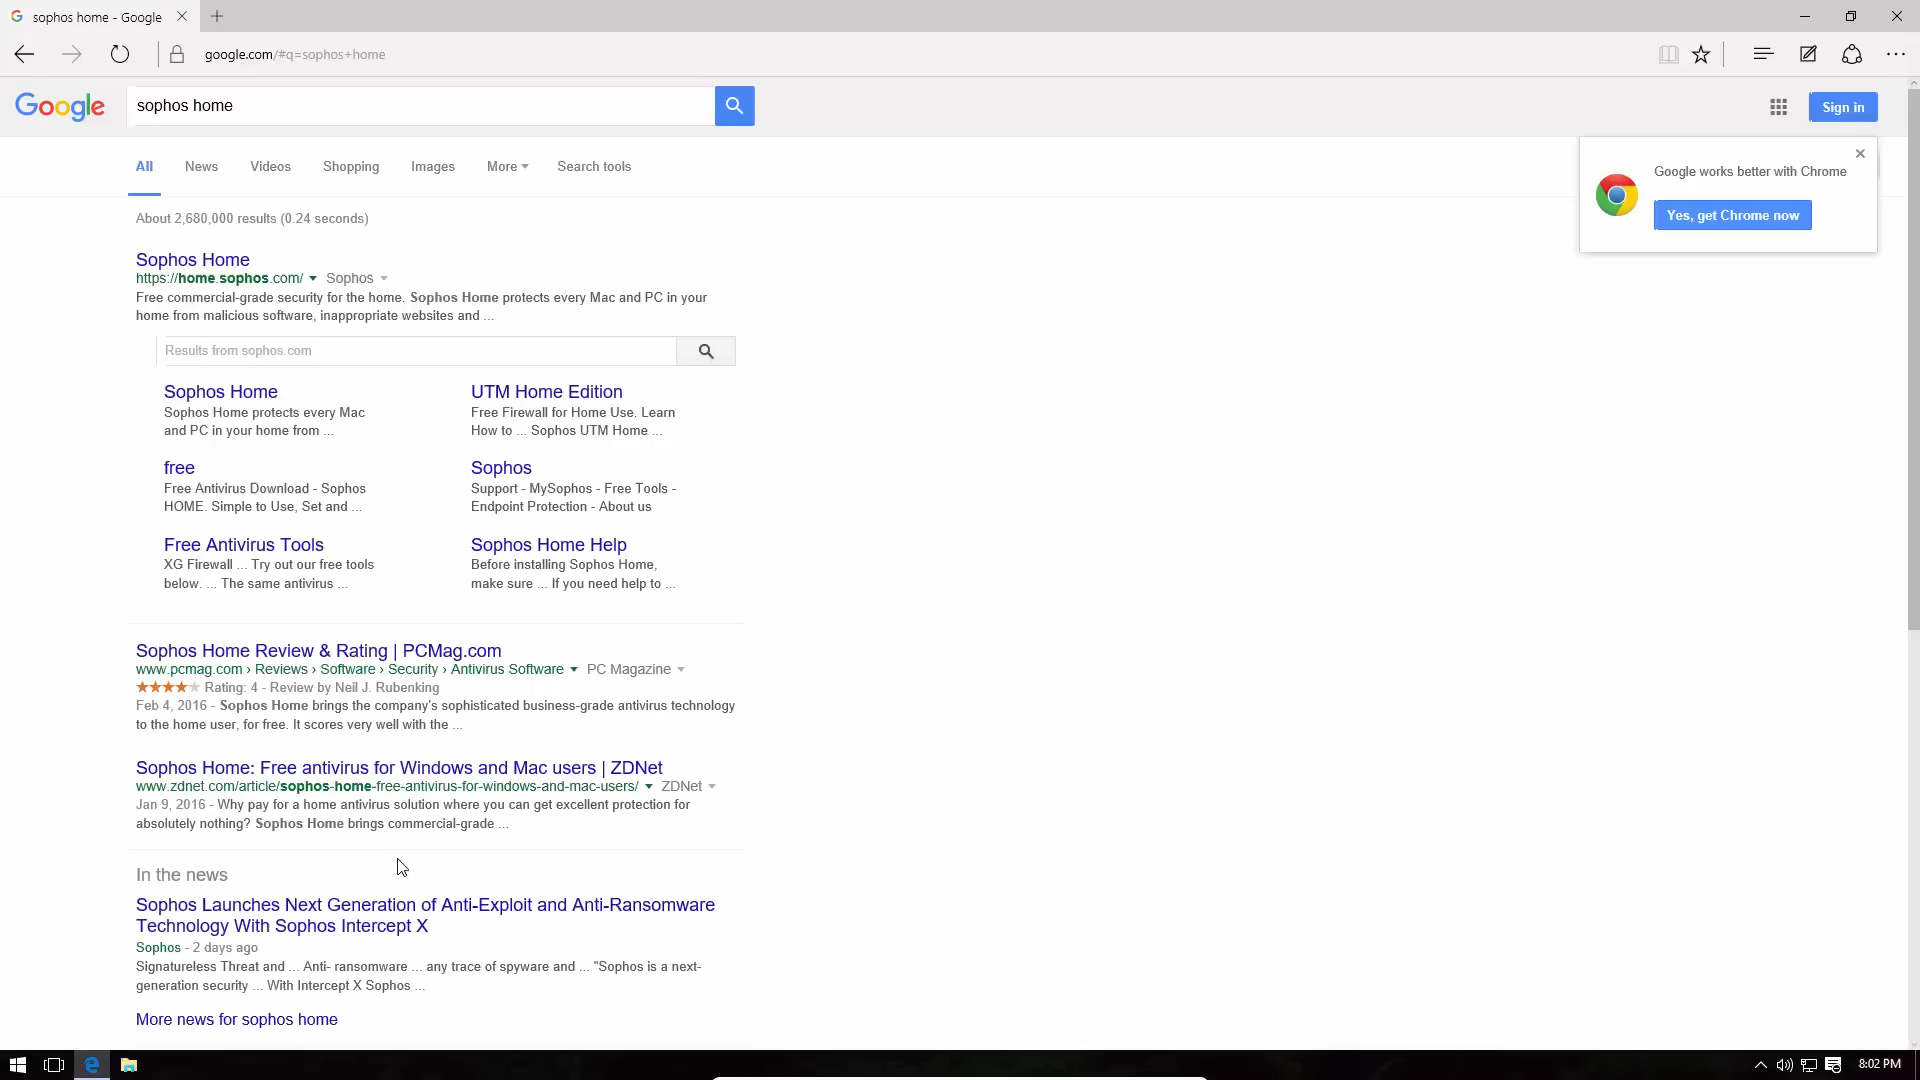 sophos home - Google
google.com/#q=sophos+home
Google
sophos home
Sign in
All News Videos Shopping Images More Search tools
Google works better with Chrome
Yes, get Chrome now
About 2,680,000 results (0.24 seconds)
Sophos Home
https://home.sophos.com/ Sophos
Free commercial-grade security for the home. Sophos Home protects every Mac and PC in your
home from malicious software, inappropriate websites and ...
Results from sophos.com
Sophos Home
Sophos Home protects every Mac
and PC in your home from ...
UTM Home Edition
Free Firewall for Home Use. Learn
How to ... Sophos UTM Home ...
free
Free Antivirus Download - Sophos
HOME. Simple to Use, Set and ...
Sophos
Support - MySophos - Free Tools -
Endpoint Protection - About us
Free Antivirus Tools
XG Firewall ... Try out our free tools
below. ... The same antivirus ...
Sophos Home Help
Before installing Sophos Home,
make sure ... If you need help to ...
Sophos Home Review & Rating | PCMag.com
www.pcmag.com › Reviews › Software › Security › Antivirus Software PC Magazine
Rating: 4 - Review by Neil J. Rubenking
Feb 4, 2016 - Sophos Home brings the company's sophisticated business-grade antivirus technology
to the home user, for free. It scores very well with the ...
Sophos Home: Free antivirus for Windows and Mac users | ZDNet
www.zdnet.com/article/sophos-home-free-antivirus-for-windows-and-mac-users/ ZDNet
Jan 9, 2016 - Why pay for a home antivirus solution where you can get excellent protection for
absolutely nothing? Sophos Home brings commercial-grade ...
In the news
Sophos Launches Next Generation of Anti-Exploit and Anti-Ransomware
Technology With Sophos Intercept X
Sophos - 2 days ago
Signatureless Threat and ... Anti- ransomware ... any trace of spyware and ... "Sophos is a next-
generation security ... With Intercept X Sophos ...
More news for sophos home
8:02 PM